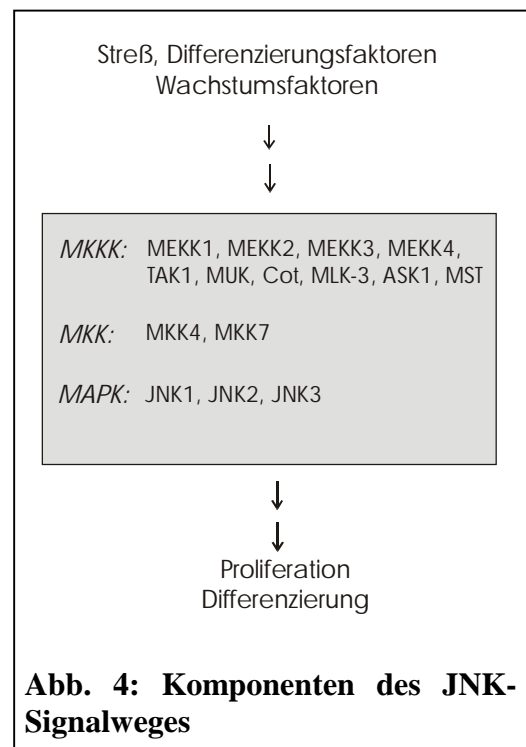 Streß, Differenzierungsfaktoren
Wachstumsfaktoren
MKKK: MEKK1, MEKK2, MEKK3, MEKK4,
TAK1, MUK, Cot, MLK-3, ASK1, MST
MKK: MKK4, MKK7
MAPK: JNK1, JNK2, JNK3
Proliferation
Differenzierung
Abb. 4: Komponenten des JNK-
Signalweges